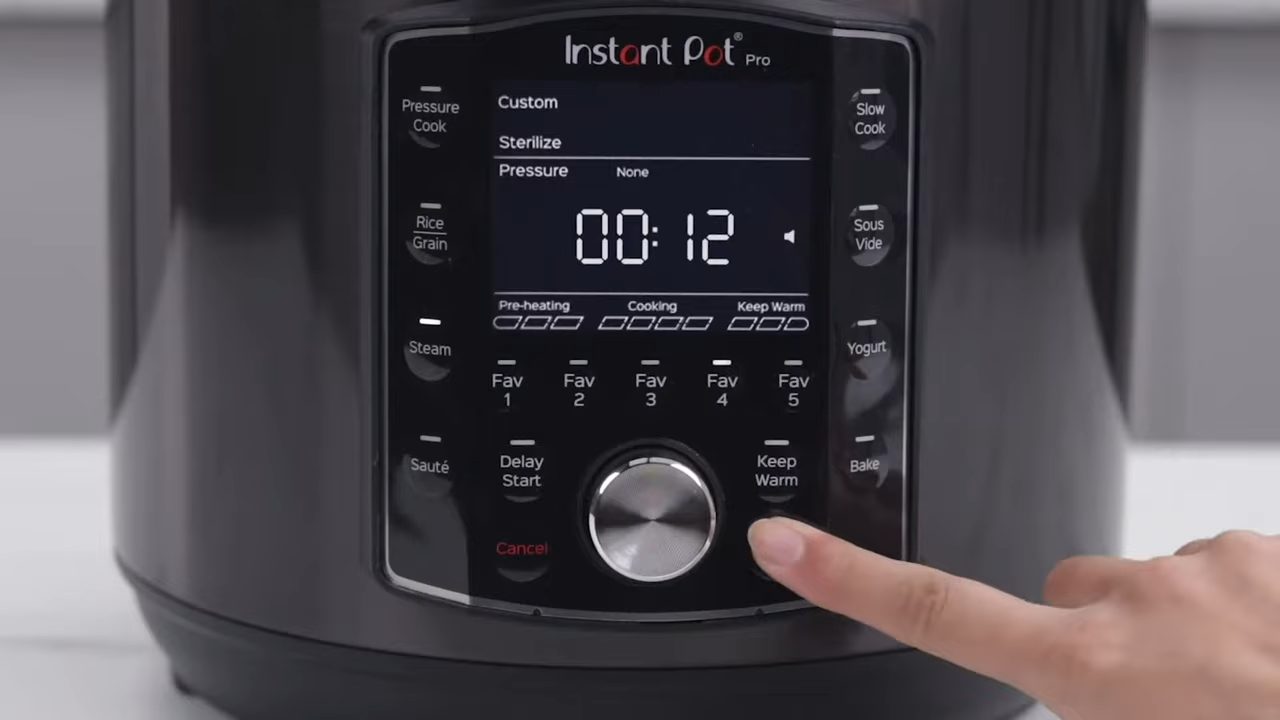 Instant Pot® Pro
Pressure
Cook
Custom
Sterilize
Pressure None
00:12
Pre-heating Cooking Keep Warm
Slow
Cook
Rice
Grain
Sous
Vide
Steam
Yogurt
Fav
1
Fav
2
Fav
3
Fav
4
Fav
5
Sauté
Delay
Start
Keep
Warm
Bake
Cancel